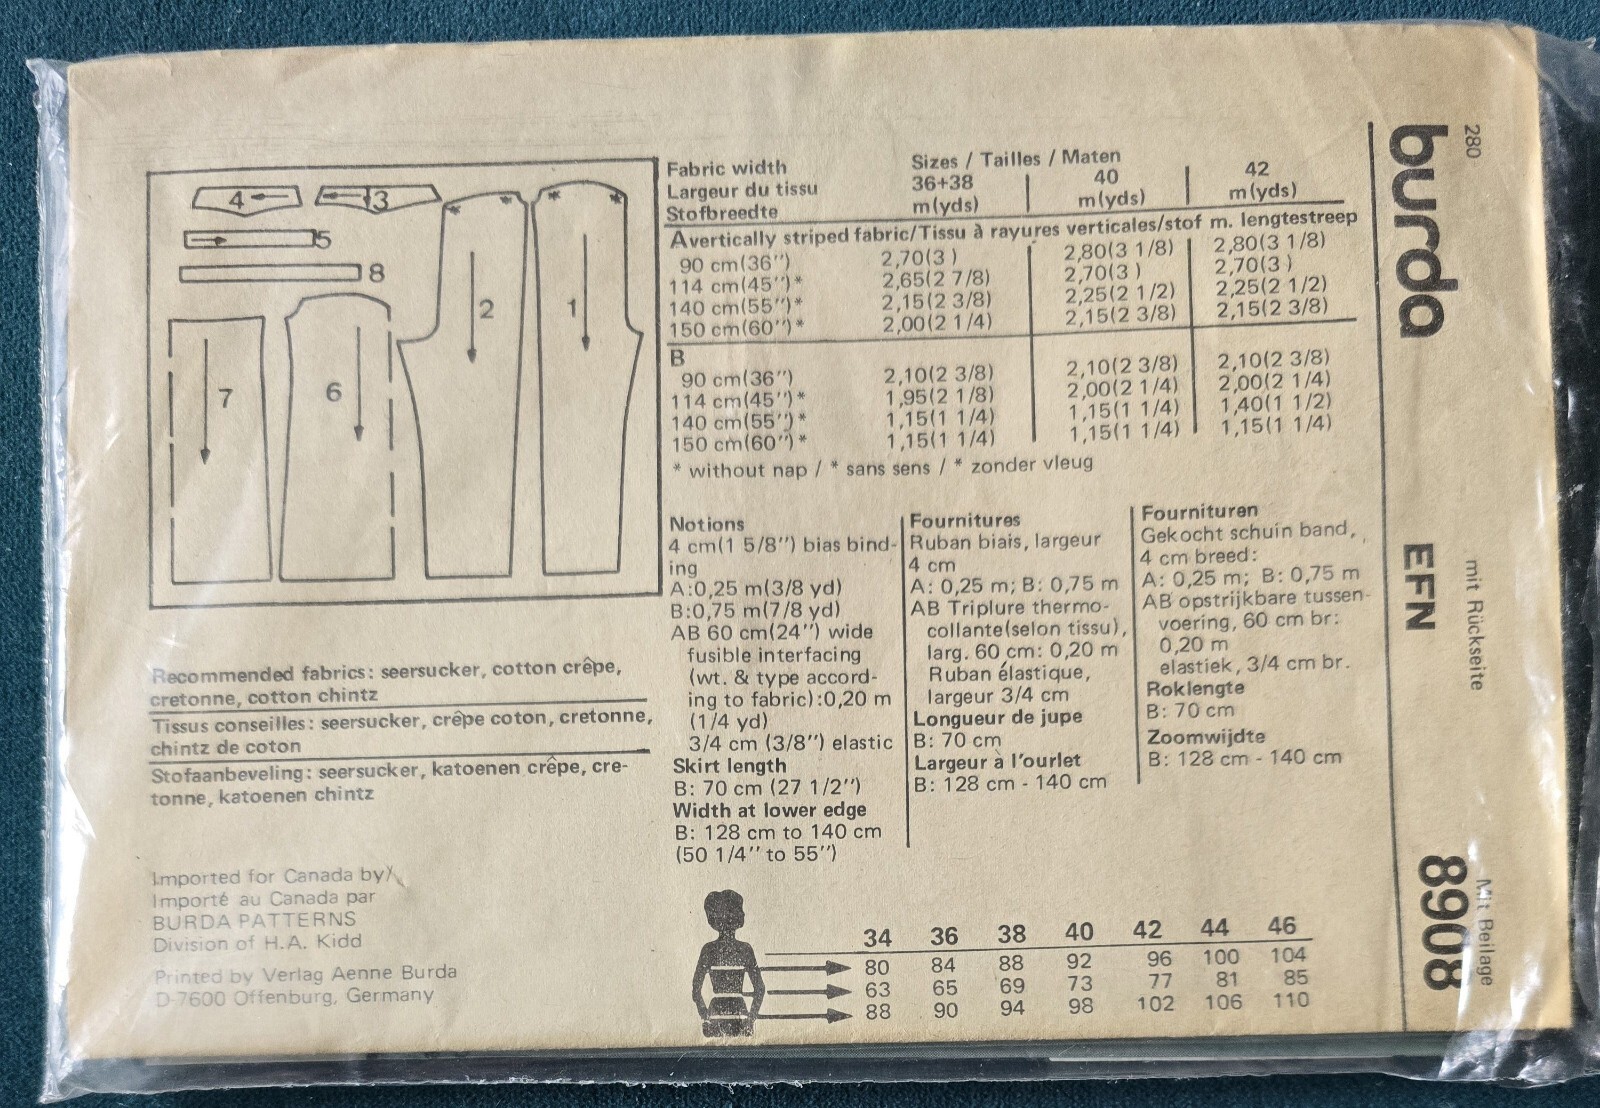 4
3
5
8
2
1
7
6
Fabric width
Largeur du tissu
Stofbreedte
Sizes / Tailles / Maten
36+38 40 42
m(yds) m(yds) m(yds)
A vertically striped fabric/Tissu à rayures verticales/stof m. lengtestreep
90 cm(36") 2,70(3 ) 2,80(3 1/8) 2,80(3 1/8)
114 cm(45")* 2,65(2 7/8) 2,70(3 ) 2,70(3 )
140 cm(55")* 2,15(2 3/8) 2,25(2 1/2) 2,25(2 1/2)
150 cm(60")* 2,00(2 1/4) 2,15(2 3/8) 2,15(2 3/8)
B
90 cm(36") 2,10(2 3/8) 2,10(2 3/8) 2,10(2 3/8)
114 cm(45")* 1,95(2 1/8) 2,00(2 1/4) 2,00(2 1/4)
140 cm(55")* 1,15(1 1/4) 1,15(1 1/4) 1,40(1 1/2)
150 cm(60")* 1,15(1 1/4) 1,15(1 1/4) 1,15(1 1/4)
* without nap / * sans sens / * zonder vleug
Notions
4 cm(1 5/8") bias bind-
ing
A:0,25 m(3/8 yd)
B:0,75 m(7/8 yd)
AB 60 cm(24") wide
fusible interfacing
(wt. & type accord-
ing to fabric):0,20 m
(1/4 yd)
3/4 cm (3/8") elastic
Skirt length
B: 70 cm (27 1/2")
Width at lower edge
B: 128 cm to 140 cm
(50 1/4" to 55")
Fournitures
Ruban biais, largeur
4 cm
A: 0,25 m; B: 0,75 m
AB Triplure thermo-
collante(selon tissu),
larg. 60 cm: 0,20 m
Ruban élastique,
largeur 3/4 cm
Longueur de jupe
B: 70 cm
Largeur à l'ourlet
B: 128 cm - 140 cm
Fournituren
Gekocht schuin band,
4 cm breed:
A: 0,25 m; B: 0,75 m
AB opstrijkbare tussen-
voering, 60 cm br:
0,20 m
elastiek, 3/4 cm br.
Roklengte
B: 70 cm
Zoomwijdte
B: 128 cm - 140 cm
Recommended fabrics: seersucker, cotton crêpe,
cretonne, cotton chintz
Tissus conseilles: seersucker, crêpe coton, cretonne,
chintz de coton
Stofaanbeveling: seersucker, katoenen crêpe, cre-
tonne, katoenen chintz
Imported for Canada by/
Importé au Canada par
BURDA PATTERNS
Division of H.A. Kidd
Printed by Verlag Aenne Burda
D-7600 Offenburg, Germany
34 36 38 40 42 44 46
80 84 88 92 96 100 104
63 65 69 73 77 81 85
88 90 94 98 102 106 110
280
burda
EFN
mit Rückseite
8908
Mit Beilage